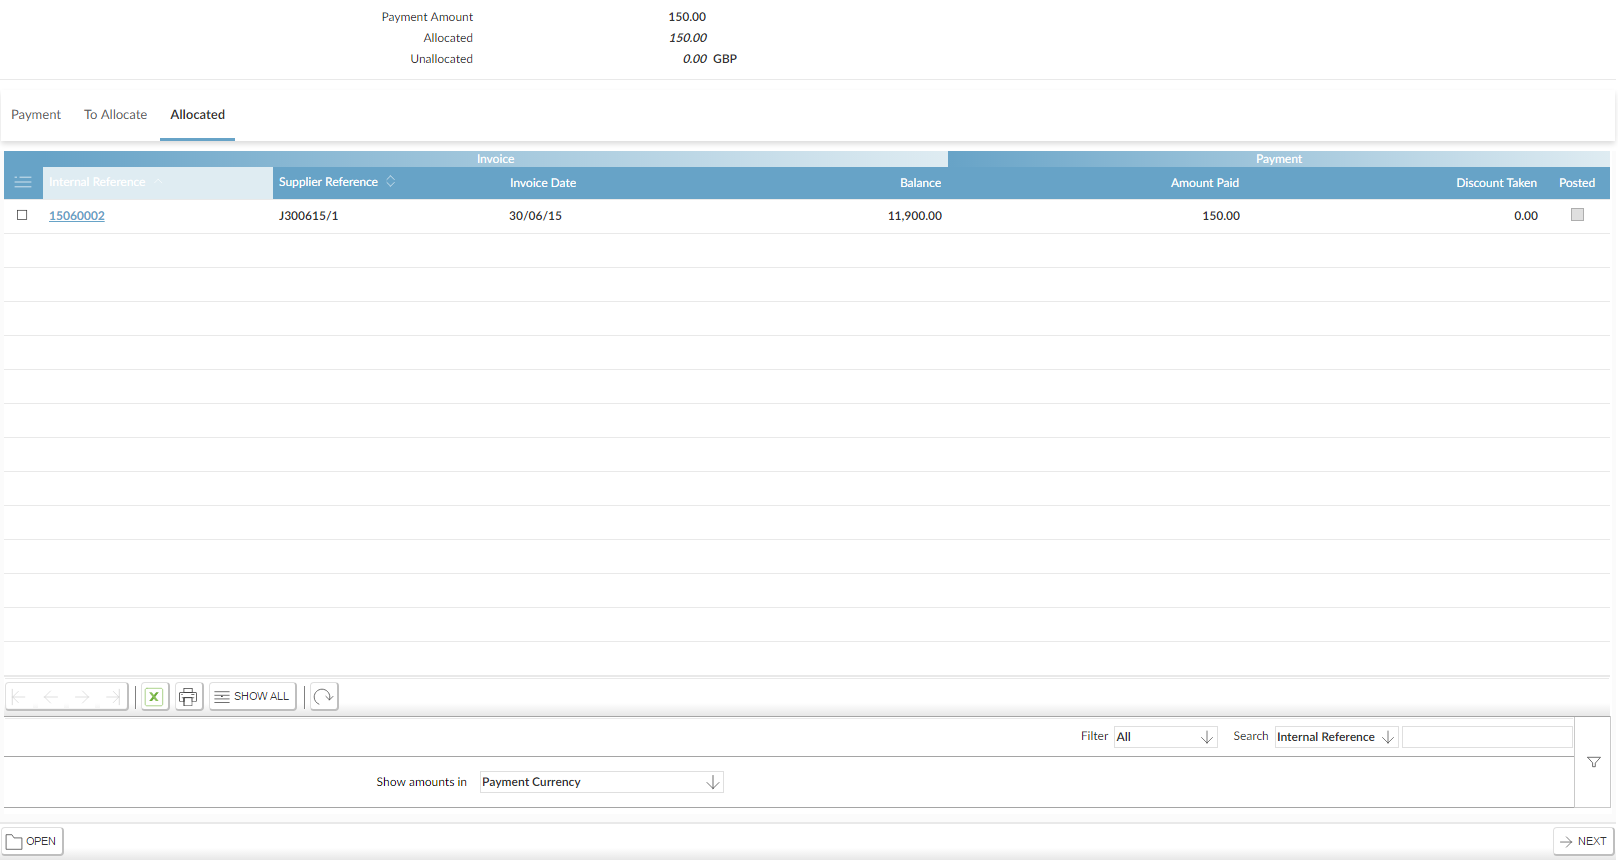 Payment Amount 150.00
Allocated 150.00
Unallocated 0.00 GBP
Payment To Allocate Allocated
Invoice Payment
Internal Reference Supplier Reference Invoice Date Balance Amount Paid Discount Taken Posted
15060002 J300615/1 30/06/15 11,900.00 150.00 0.00
SHOW ALL
Filter All Search Internal Reference
Show amounts in Payment Currency
OPEN NEXT